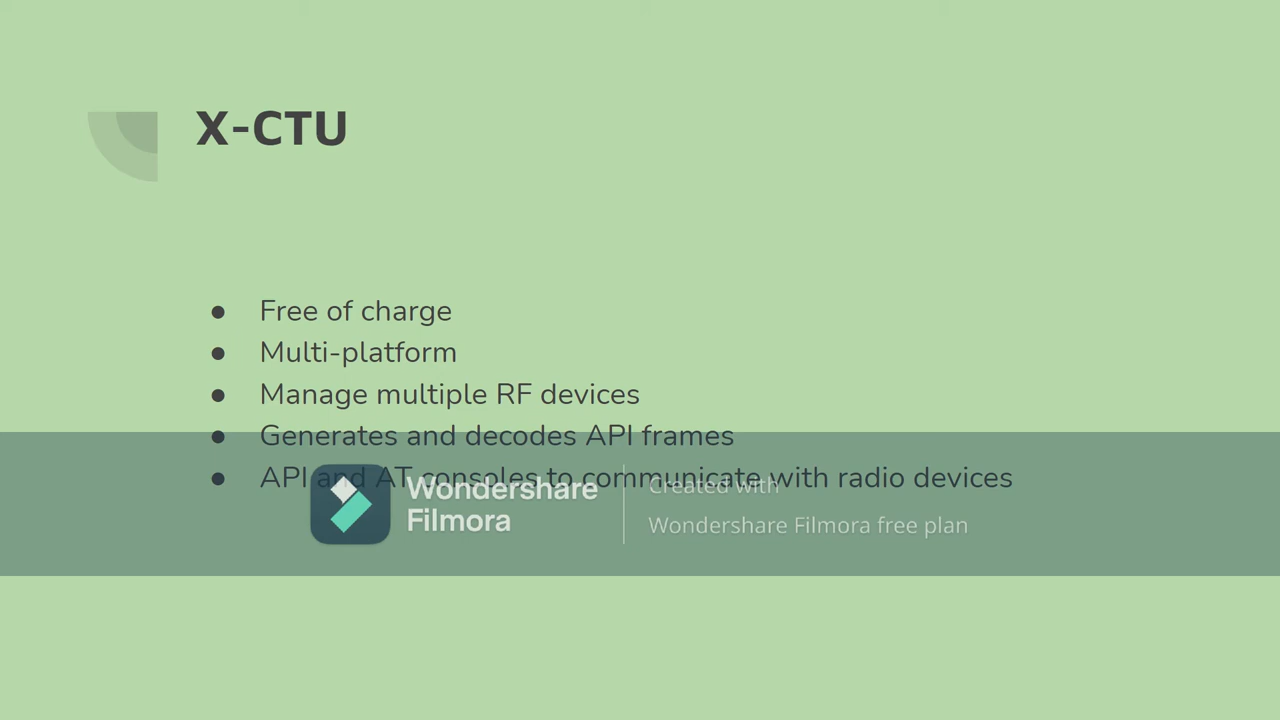 X-CTU
● Free of charge
● Multi-platform
● Manage multiple RF devices
● Generates and decodes API frames
● API and AT consoles to communicate with radio devices
Wondershare
Filmora
Created with
Wondershare Filmora free plan